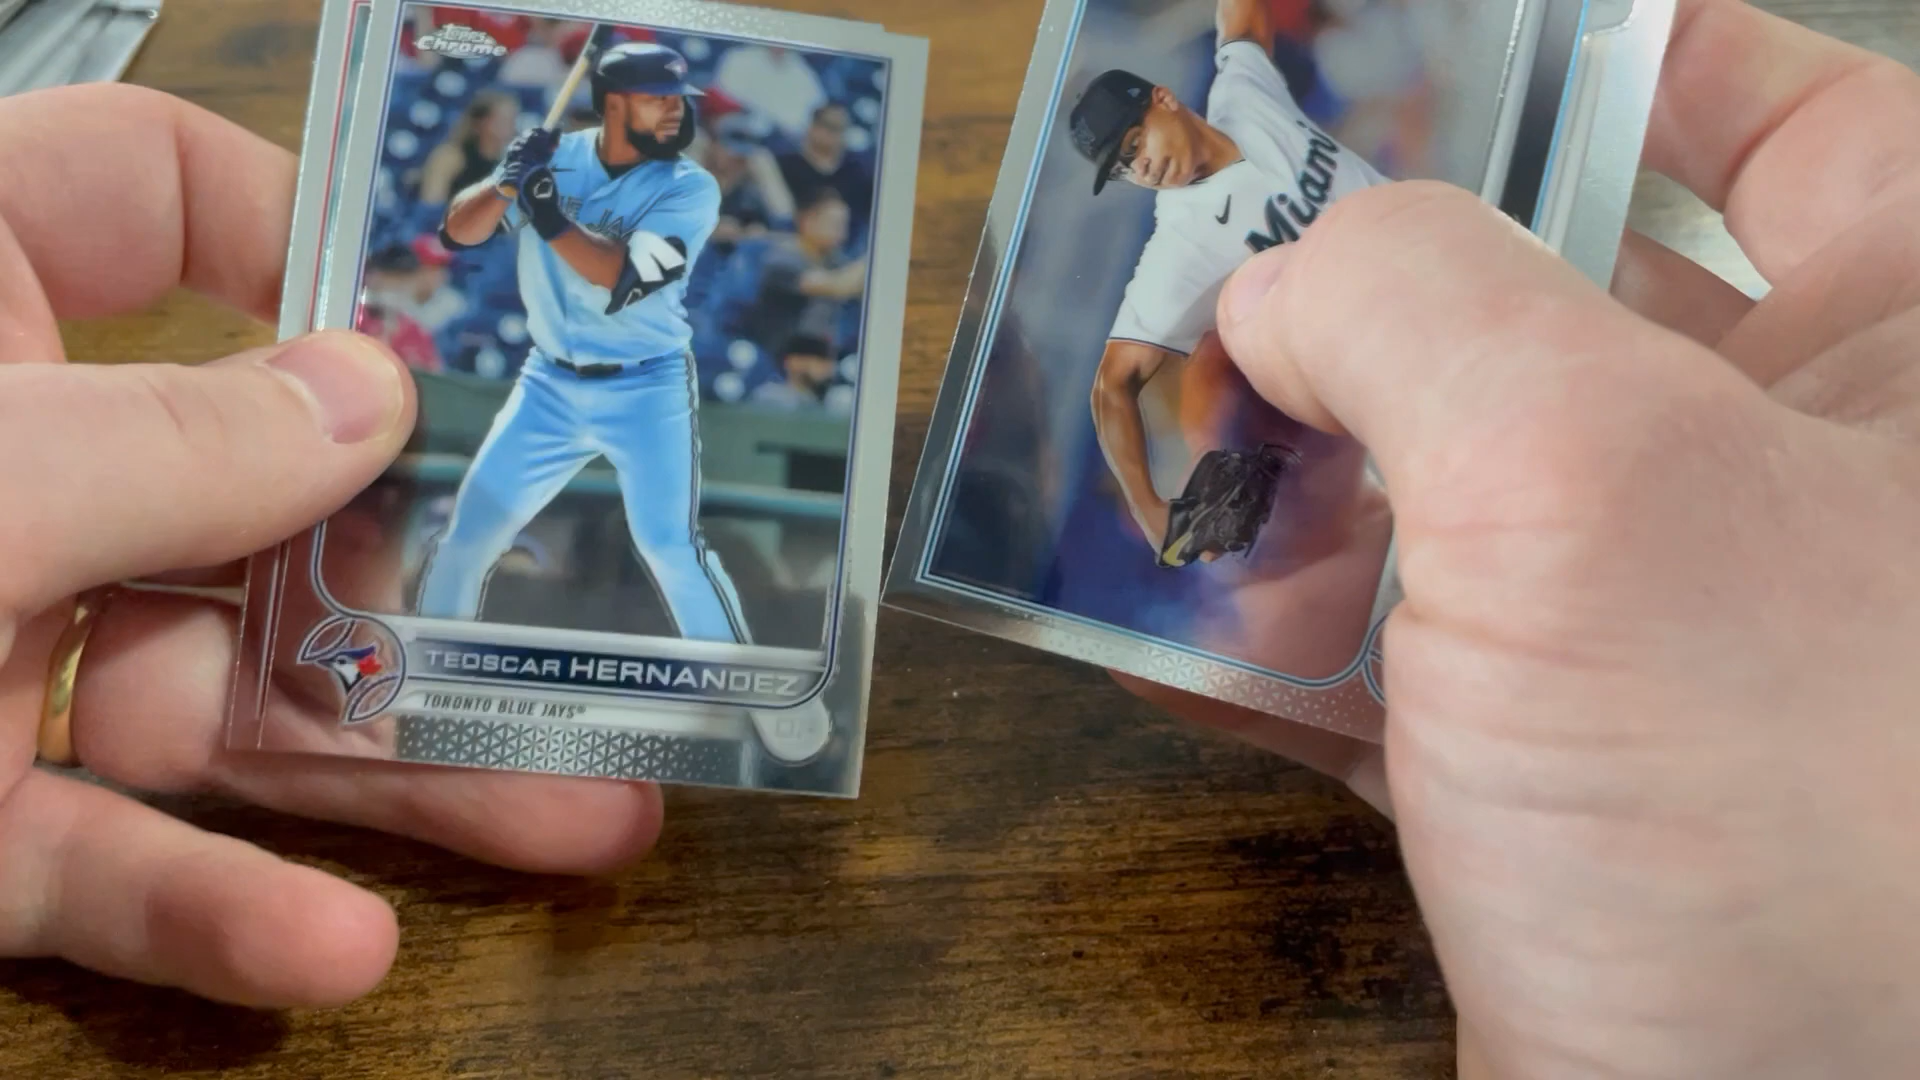 Topps
Chrome
TEOSCAR HERNANDEZ
TORONTO BLUE JAYS®
Miami